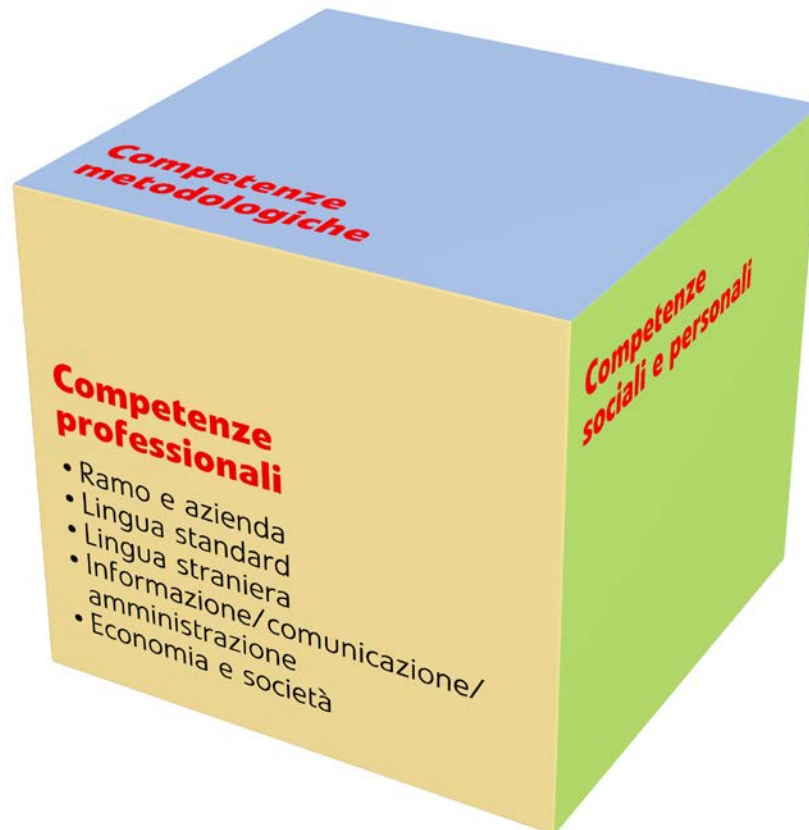 Competenze
metodologiche
Competenze
professionali
• Ramo e azienda
• Lingua standard
• Lingua straniera
• Informazione/comunicazione/
amministrazione
• Economia e società
Competenze
sociali e personali